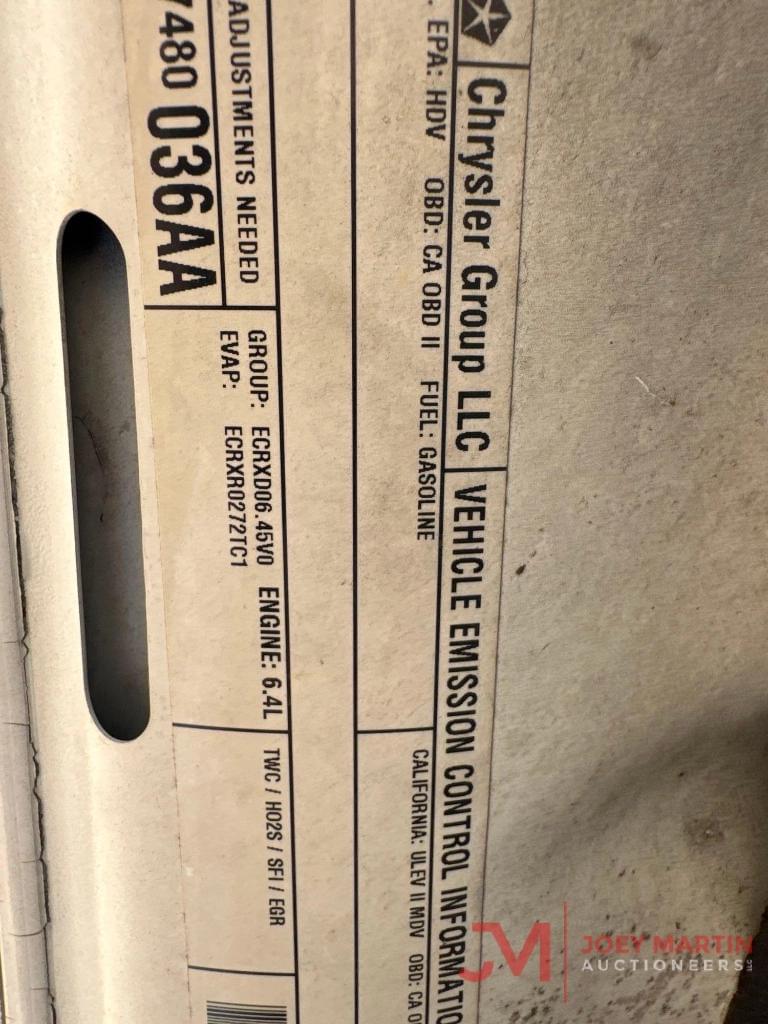 Chrysler Group LLC VEHICLE EMISSION CONTROL INFORMATIO
EPA: HDV OBD: CA OBD II FUEL: GASOLINE
CALIFORNIA: ULEV II MDV OBD: CA O
ADJUSTMENTS NEEDED
7480 036AA
GROUP: ECRXD06.45V0 ENGINE: 6.4L
EVAP: ECRXR0272TC1
TWC / HO2S / SFI / EGR
JM
JOEY MARTIN
AUCTIONEERS LLC